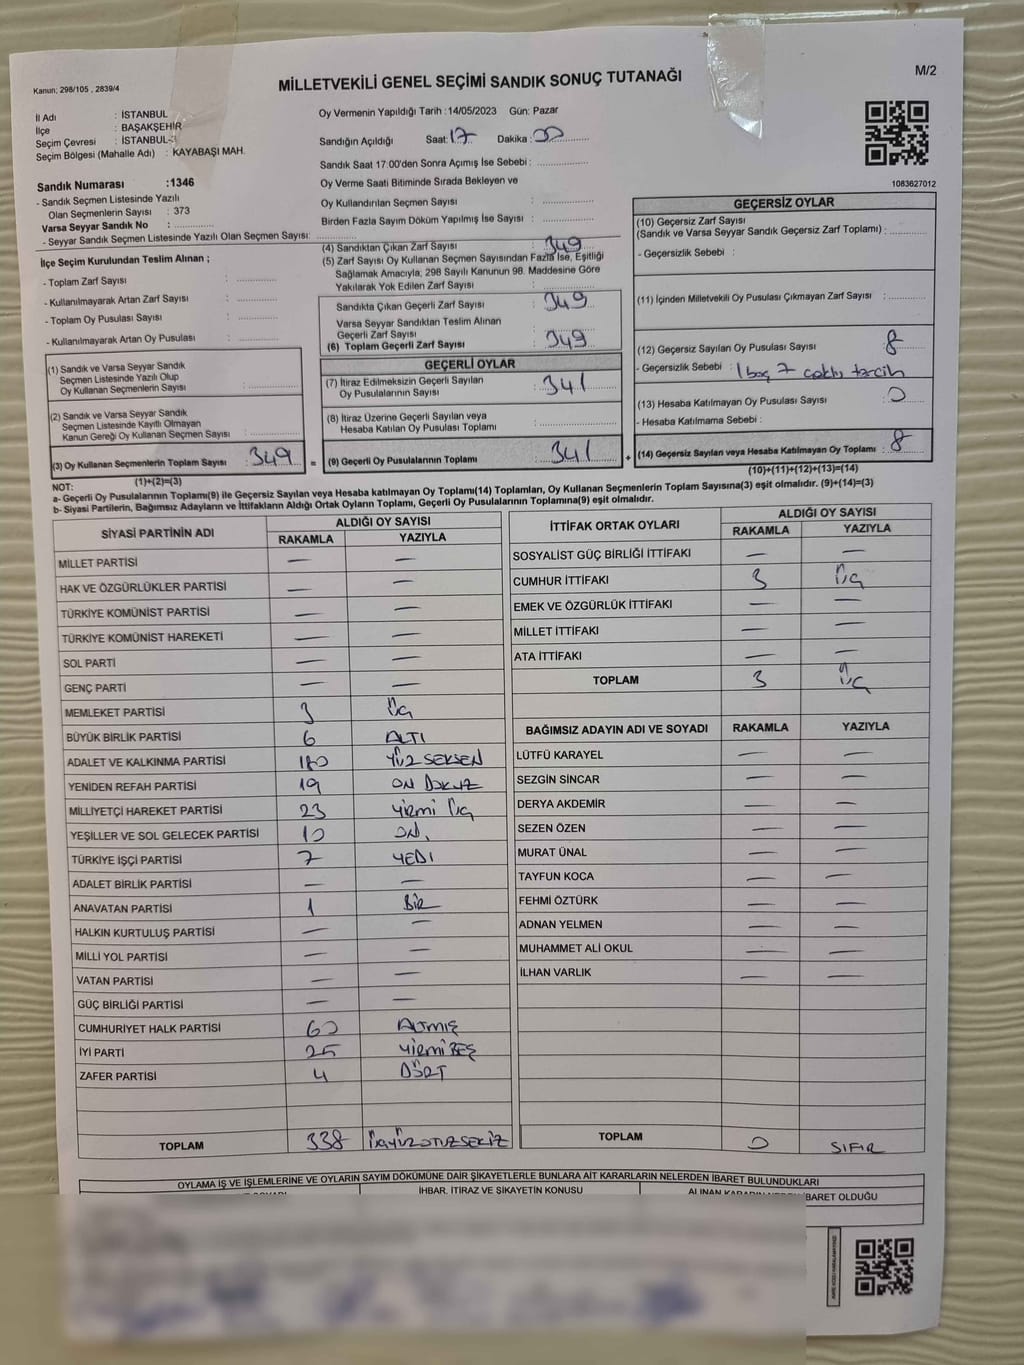 Kanun; 298/105 , 2839/4
MİLLETVEKİLİ GENEL SEÇİMİ SANDIK SONUÇ TUTANAĞI
M/2
İl Adı : İSTANBUL
İlçe : BAŞAKŞEHİR
Seçim Çevresi : İSTANBUL-3
Seçim Bölgesi (Mahalle Adı) : KAYABAŞI MAH.
Oy Vermenin Yapıldığı Tarih : 14/05/2023 Gün: Pazar
Sandığın Açıldığı Saat: 17 Dakika : 00
Sandık Saat 17:00'den Sonra Açımış İse Sebebi :
Oy Verme Saati Bitiminde Sırada Bekleyen ve
Oy Kullandırılan Seçmen Sayısı :
Birden Fazla Sayım Döküm Yapılmış İse Sayısı :
1083627012
Sandık Numarası :1346
- Sandık Seçmen Listesinde Yazılı
Olan Seçmenlerin Sayısı : 373
Varsa Seyyar Sandık No :
- Seyyar Sandık Seçmen Listesinde Yazılı Olan Seçmen Sayısı:
İlçe Seçim Kurulundan Teslim Alınan ;
- Toplam Zarf Sayısı :
- Kullanılmayarak Artan Zarf Sayısı :
- Toplam Oy Pusulası Sayısı :
- Kullanılmayarak Artan Oy Pusulası :
(1) Sandık ve Varsa Seyyar Sandık
Seçmen Listesinde Yazılı Olup
Oy Kullanan Seçmenlerin Sayısı :
(2) Sandık ve Varsa Seyyar Sandık
Seçmen Listesinde Kayıtlı Olmayan
Kanun Gereği Oy Kullanan Seçmen Sayısı :
(3) Oy Kullanan Seçmenlerin Toplam Sayısı : 349
(1)+(2)=(3)
(4) Sandıktan Çıkan Zarf Sayısı : 349
(5) Zarf Sayısı Oy Kullanan Seçmen Sayısından Fazla İse, Eşitliği
Sağlamak Amacıyla; 298 Sayılı Kanunun 98. Maddesine Göre
Yakılarak Yok Edilen Zarf Sayısı :
Sandıkta Çıkan Geçerli Zarf Sayısı : 349
Varsa Seyyar Sandıktan Teslim Alınan
Geçerli Zarf Sayısı :
(6) Toplam Geçerli Zarf Sayısı : 349
GEÇERLİ OYLAR
(7) İtiraz Edilmeksizin Geçerli Sayılan
Oy Pusulasının Sayısı : 341
(8) İtiraz Üzerine Geçerli Sayılan veya
Hesaba Katılan Oy Pusulası Toplamı :
= (9) Geçerli Oy Pusulalarının Toplamı : 341 +
GEÇERSİZ OYLAR
(10) Geçersiz Zarf Sayısı
(Sandık ve Varsa Seyyar Sandık Geçersiz Zarf Toplamı) :
- Geçersizlik Sebebi :
(11) İçinden Milletvekili Oy Pusulası Çıkmayan Zarf Sayısı :
(12) Geçersiz Sayılan Oy Pusulası Sayısı : 8
- Geçersizlik Sebebi : 1 boş 7 çoklu tercih
(13) Hesaba Katılmayan Oy Pusulası Sayısı : 0
- Hesaba Katılmama Sebebi :
(14) Geçersiz Sayılan veya Hesaba Katılmayan Oy Toplamı : 8
(10)+(11)+(12)+(13)=(14)
NOT:
a- Geçerli Oy Pusulalarının Toplamı(9) ile Geçersiz Sayılan veya Hesaba katılmayan Oy Toplamı(14) Toplamları, Oy Kullanan Seçmenlerin Toplam Sayısına(3) eşit olmalıdır. (9)+(14)=(3)
b- Siyasi Partilerin, Bağımsız Adayların ve İttifakların Aldığı Ortak Oyların Toplamı, Geçerli Oy Pusulalarının Toplamına(9) eşit olmalıdır.
SİYASİ PARTİNİN ADI
ALDIĞI OY SAYISI
RAKAMLA YAZIYLA
MİLLET PARTİSİ — —
HAK VE ÖZGÜRLÜKLER PARTİSİ — —
TÜRKİYE KOMÜNİST PARTİSİ — —
TÜRKİYE KOMÜNİST HAREKETİ — —
SOL PARTİ — —
GENÇ PARTİ — —
MEMLEKET PARTİSİ 3 Üç
BÜYÜK BİRLİK PARTİSİ 6 ALTI
ADALET VE KALKINMA PARTİSİ 180 YÜZ SEKSEN
YENİDEN REFAH PARTİSİ 19 ON DOKUZ
MİLLİYETÇİ HAREKET PARTİSİ 23 Yirmi Üç
YEŞİLLER VE SOL GELECEK PARTİSİ 10 ON
TÜRKİYE İŞÇİ PARTİSİ 7 YEDİ
ADALET BİRLİK PARTİSİ — —
ANAVATAN PARTİSİ 1 BİR
HALKIN KURTULUŞ PARTİSİ — —
MİLLİ YOL PARTİSİ — —
VATAN PARTİSİ — —
GÜÇ BİRLİĞİ PARTİSİ — —
CUMHURİYET HALK PARTİSİ 60 ALTMIŞ
İYİ PARTİ 25 YİRMİ BEŞ
ZAFER PARTİSİ 4 DÖRT
TOPLAM 338 ÜÇYÜZOTUZSEKİZ
İTTİFAK ORTAK OYLARI
ALDIĞI OY SAYISI
RAKAMLA YAZIYLA
SOSYALİST GÜÇ BİRLİĞİ İTTİFAKI — —
CUMHUR İTTİFAKI 3 Üç
EMEK VE ÖZGÜRLÜK İTTİFAKI — —
MİLLET İTTİFAKI — —
ATA İTTİFAKI — —
TOPLAM 3 Üç
BAĞIMSIZ ADAYIN ADI VE SOYADI RAKAMLA YAZIYLA
LÜTFÜ KARAYEL — —
SEZGİN SİNCAR — —
DERYA AKDEMİR — —
SEZEN ÖZEN — —
MURAT ÜNAL — —
TAYFUN KOCA — —
FEHMİ ÖZTÜRK — —
ADNAN YELMEN — —
MUHAMMET ALİ OKUL — —
İLHAN VARLIK — —
TOPLAM 0 SIFIR
OYLAMA İŞ VE İŞLEMLERİNE VE OYLARIN SAYIM DÖKÜMÜNE DAİR ŞİKAYETLERLE BUNLARA AİT KARARLARIN NELERDEN İBARET BULUNDUKLARI
İHBAR, İTİRAZ VE ŞİKAYETİN KONUSU
İBARET OLDUĞU